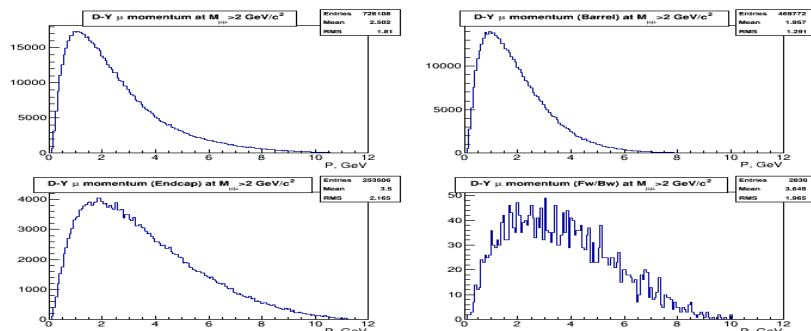 D-Y μ momentum at M μμ >2 GeV/c²
Entries 726108
Mean 2.502
RMS 1.81
15000
10000
5000
0
0 2 4 6 8 10 12
P, GeV
D-Y μ momentum (Barrel) at M μμ >2 GeV/c²
Entries 469772
Mean 1.957
RMS 1.291
10000
5000
0
0 2 4 6 8 10 12
P, GeV
D-Y μ momentum (Endcap) at M μμ >2 GeV/c²
Entries 253506
Mean 3.5
RMS 2.165
4000
3000
2000
1000
0
0 2 4 6 8 10 12
P, GeV
D-Y μ momentum (Fw/Bw) at M μμ >2 GeV/c²
Entries 2830
Mean 3.648
RMS 1.965
50
40
30
20
10
0
0 2 4 6 8 10 12
P, GeV